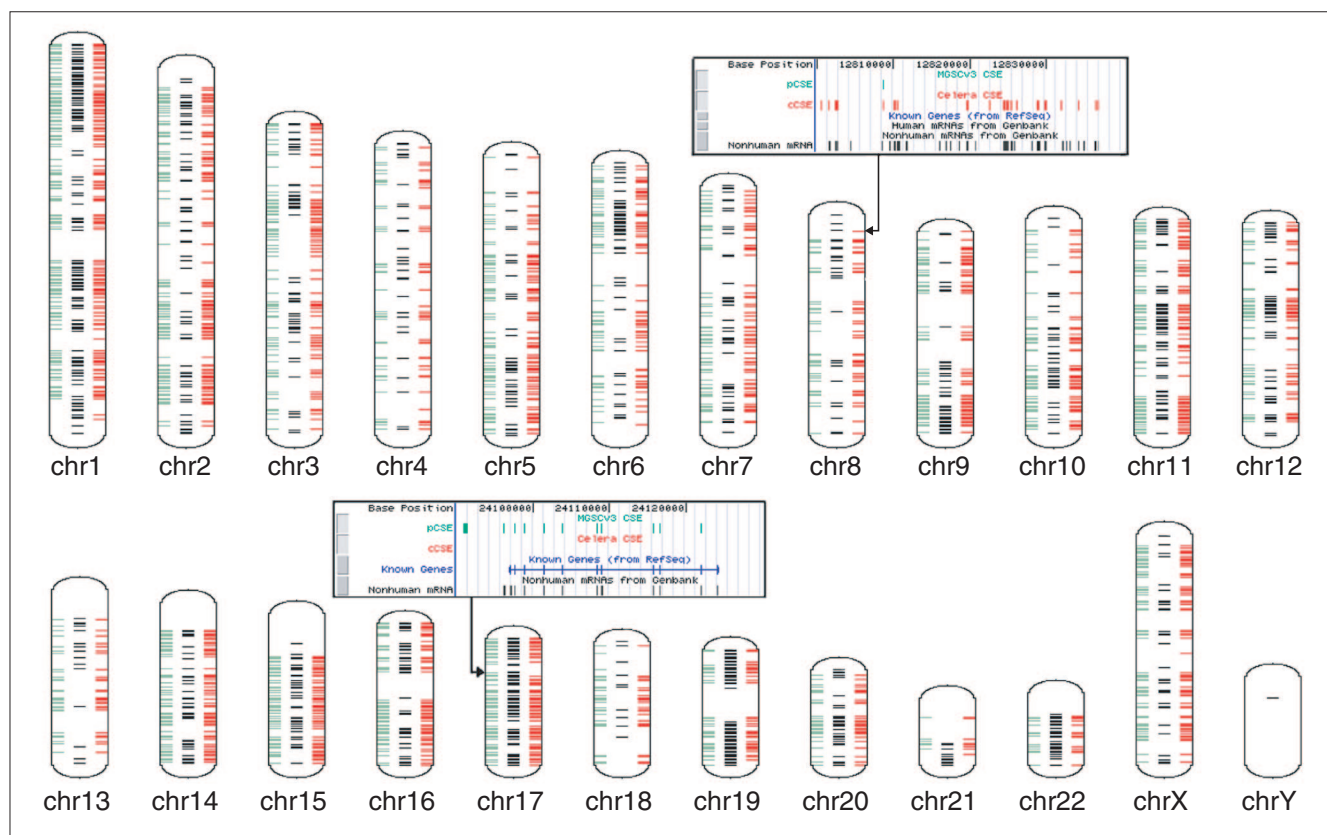 Base Position 12810000 12820000 12830000
MGSCv3 CSE
pCSE
Celera CSE
cCSE
Known Genes (from RefSeq)
Human mRNAs from Genbank
Nonhuman mRNAs from Genbank
Nonhuman mRNA
chr1 chr2 chr3 chr4 chr5 chr6 chr7 chr8 chr9 chr10 chr11 chr12
Base Position 24100000 24110000 24120000
MGSCv3 CSE
pCSE
Celera CSE
cCSE
Known Genes (from RefSeq)
Known Genes
Nonhuman mRNAs from Genbank
Nonhuman mRNA
chr13 chr14 chr15 chr16 chr17 chr18 chr19 chr20 chr21 chr22 chrX chrY